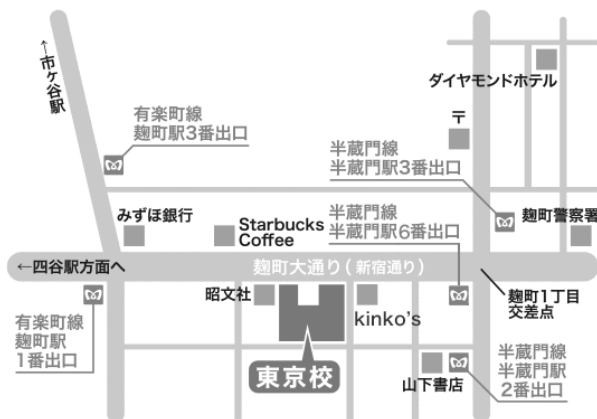 ←市ケ谷駅
ダイヤモンドホテル
有楽町線
麹町駅3番出口
〒
半蔵門線
半蔵門駅3番出口
みずほ銀行
Starbucks
Coffee
半蔵門線
半蔵門駅6番出口
麹町警察署
←四谷駅方面へ
麹町大通り(新宿通り)
昭文社
kinko's
麹町1丁目
交差点
有楽町線
麹町駅
1番出口
東京校
山下書店
半蔵門線
半蔵門駅
2番出口